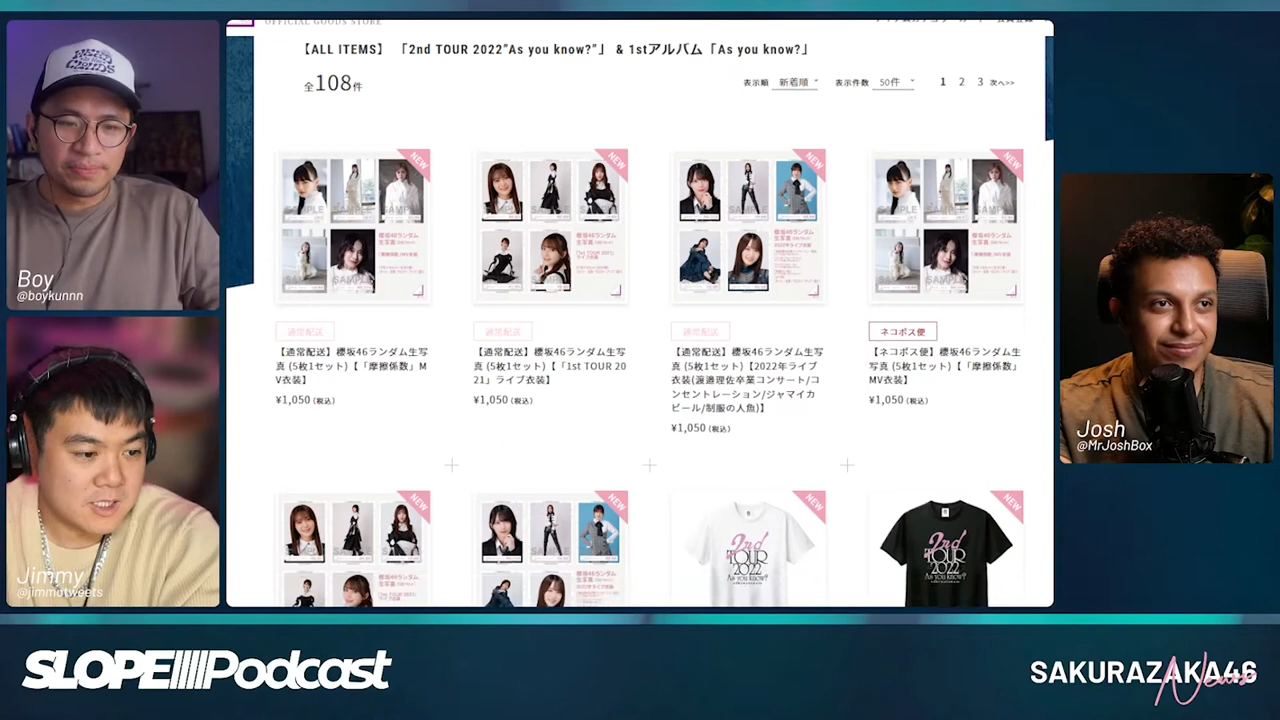 OFFICIAL GOODS STORE
【ALL ITEMS】 「2nd TOUR 2022"As you know?"」 & 1stアルバム「As you know?」
全108件
表示順 新着順 表示件数 50件 1 2 3 次へ>>
NEW
NEW
NEW
NEW
通常配送
【通常配送】櫻坂46ランダム生写
真 (5枚1セット)【「摩擦係数」M
V衣装】
¥1,050 (税込)
通常配送
【通常配送】櫻坂46ランダム生写
真 (5枚1セット)【「1st TOUR 20
21」ライブ衣装】
¥1,050 (税込)
通常配送
【通常配送】櫻坂46ランダム生写
真 (5枚1セット)【2022年ライブ
衣装(渡邉理佐卒業コンサート/コ
ンセントレーション/ジャマイカ
ビール/制服の人魚)】
¥1,050 (税込)
ネコポス便
【ネコポス便】櫻坂46ランダム生
写真 (5枚1セット)【「摩擦係数」
MV衣装】
¥1,050 (税込)
NEW
NEW
NEW
NEW
2nd
TOUR
2022
As you know?
2nd
TOUR
2022
As you know?
Boy
@boykunnn
Jimmy
@jimmotweets
Josh
@MrJoshBox
SLOPE Podcast
SAKURAZAKA46
News